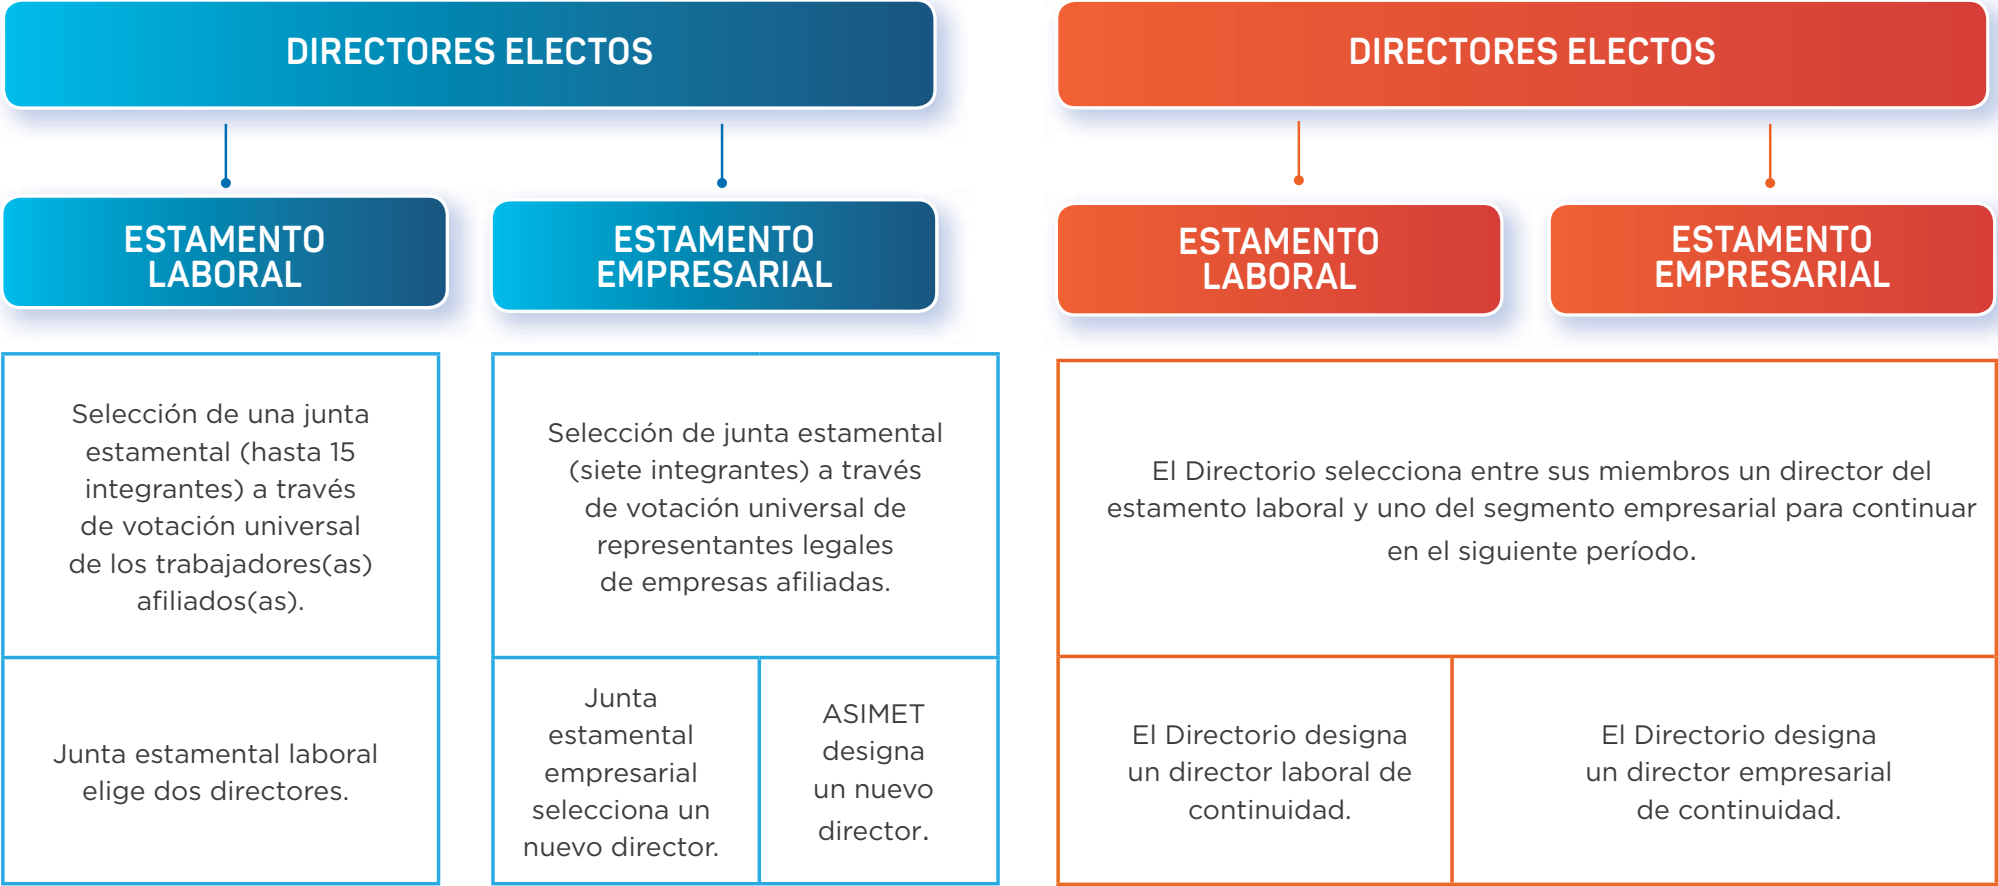 DIRECTORES ELECTOS
ESTAMENTO
LABORAL
ESTAMENTO
EMPRESARIAL
Selección de una junta
estamental (hasta 15
integrantes) a través
de votación universal
de los trabajadores(as)
afiliados(as).
Selección de junta estamental
(siete integrantes) a través
de votación universal de
representantes legales
de empresas afiliadas.
Junta estamental laboral
elige dos directores.
Junta
estamental
empresarial
selecciona un
nuevo director.
ASIMET
designa
un nuevo
director.
DIRECTORES ELECTOS
ESTAMENTO
LABORAL
ESTAMENTO
EMPRESARIAL
El Directorio selecciona entre sus miembros un director del
estamento laboral y uno del segmento empresarial para continuar
en el siguiente período.
El Directorio designa
un director laboral de
continuidad.
El Directorio designa
un director empresarial
de continuidad.